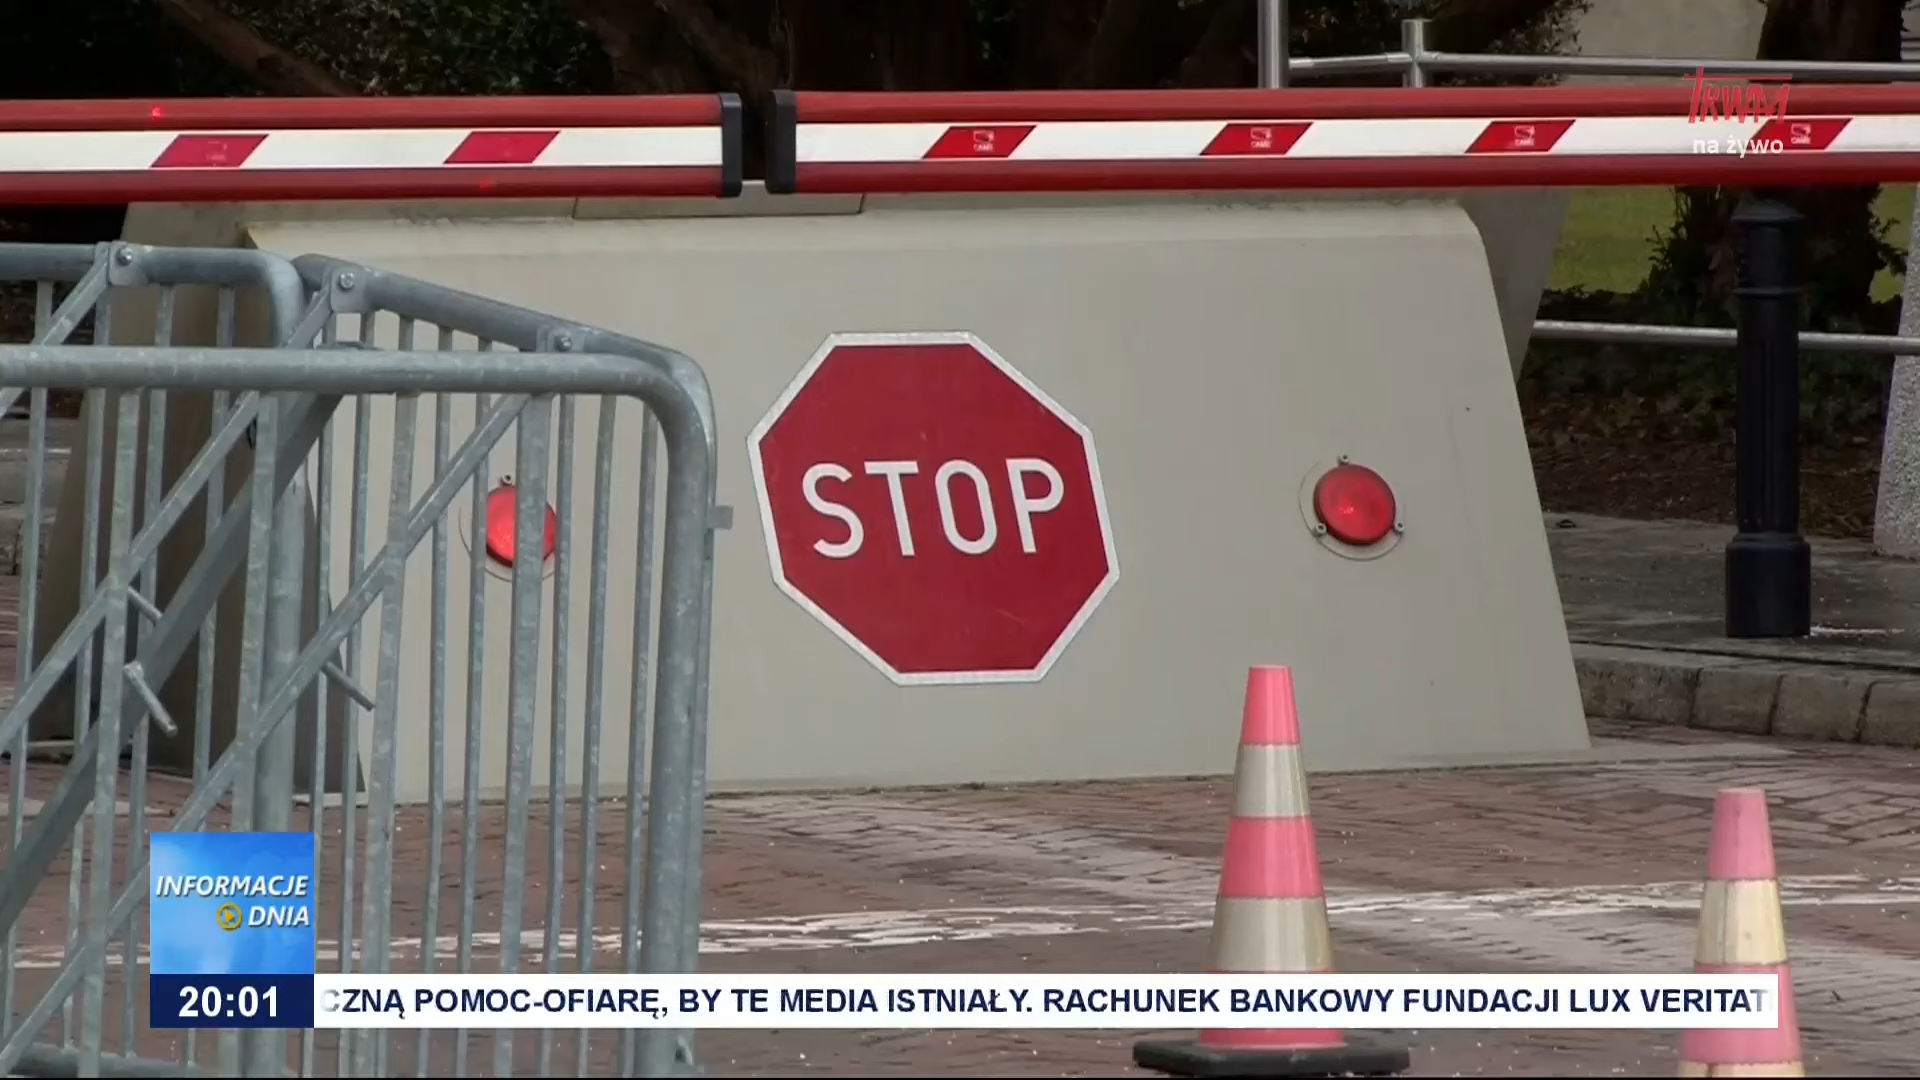 TRWAM
na żywo
STOP
INFORMACJE
DNIA
20:01
CZNĄ POMOC-OFIARĘ, BY TE MEDIA ISTNIAŁY. RACHUNEK BANKOWY FUNDACJI LUX VERITAT